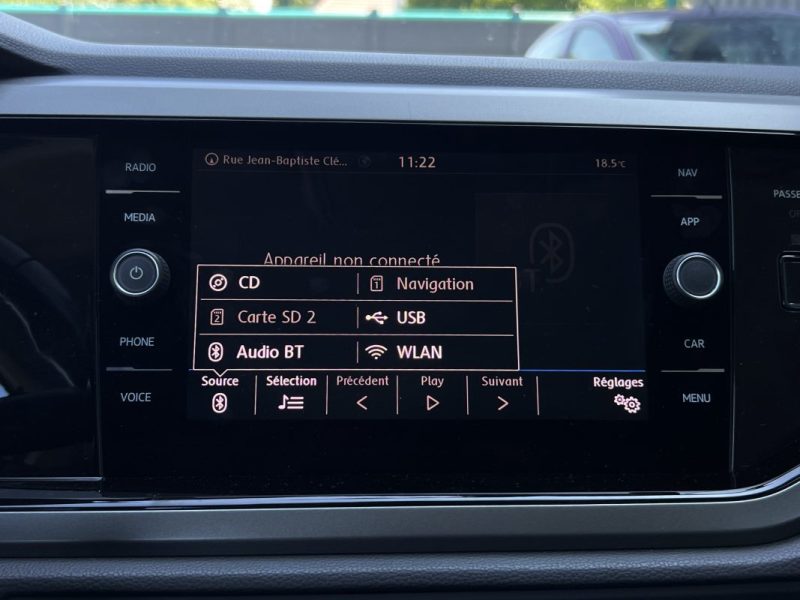 RADIO
MEDIA
PHONE
VOICE
Rue Jean-Baptiste Clé... 11:22 18.5°C
Appareil non connecté
CD Navigation
Carte SD 2 USB
Audio BT WLAN
Source Sélection Précédent Play Suivant Réglages
NAV
APP
CAR
MENU